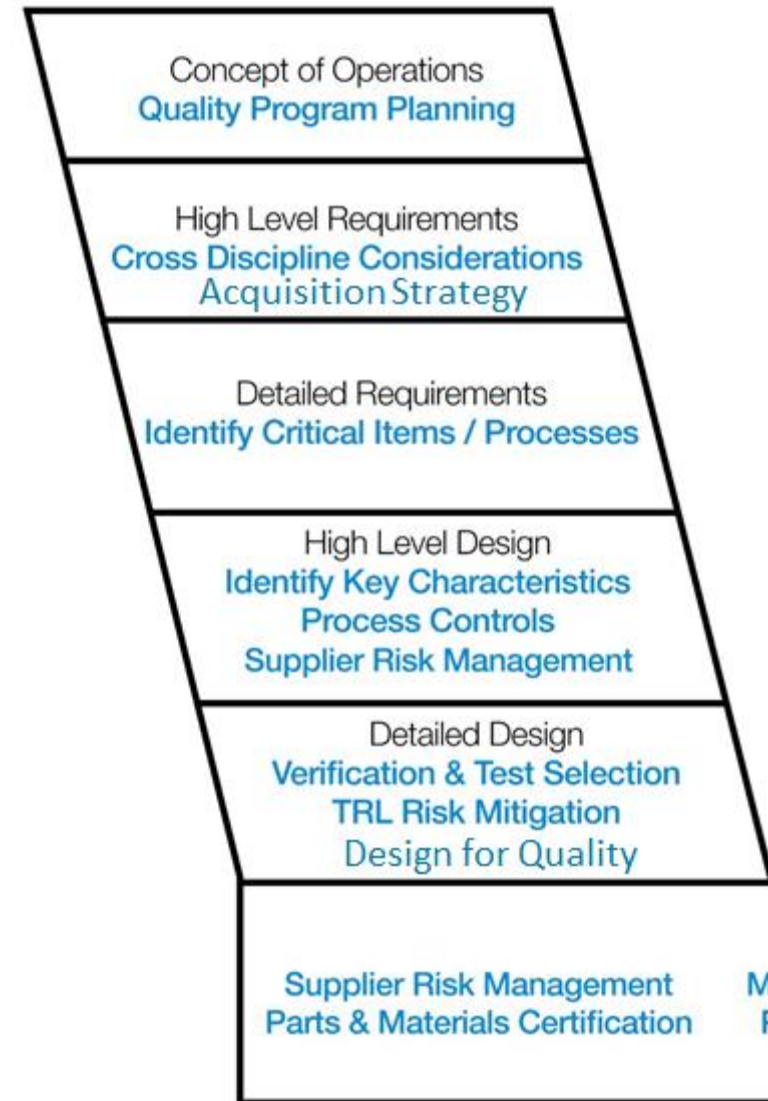 Concept of Operations
Quality Program Planning
High Level Requirements
Cross Discipline Considerations
Acquisition Strategy
Detailed Requirements
Identify Critical Items / Processes
High Level Design
Identify Key Characteristics
Process Controls
Supplier Risk Management
Detailed Design
Verification & Test Selection
TRL Risk Mitigation
Design for Quality
Supplier Risk Management
Parts & Materials Certification